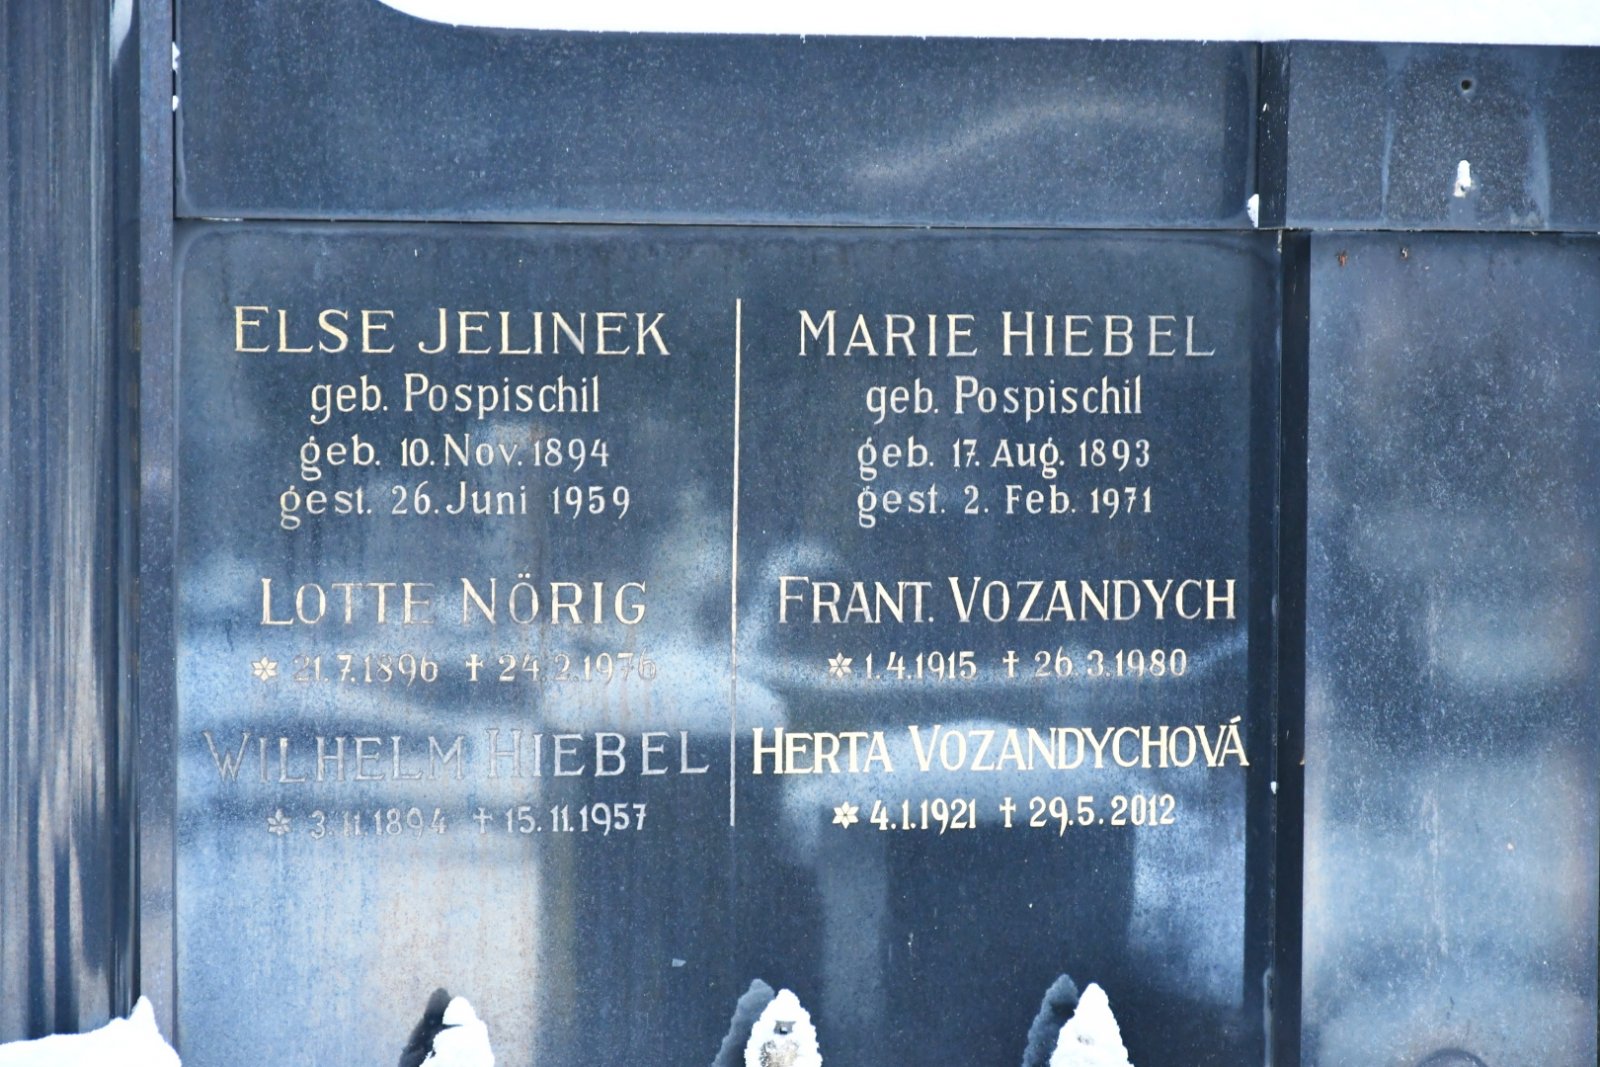 ELSE JELINEK
geb. Pospischil
geb. 10. Nov. 1894
gest. 26. Juni 1959
LOTTE NÖRIG
* 21.7.1896 † 24.2.1976
WILHELM HIEBEL
* 3.11.1894 † 15.11.1957
MARIE HIEBEL
geb. Pospischil
geb. 17. Aug. 1893
gest. 2. Feb. 1971
FRANT. VOZANDYCH
* 1.4.1915 † 26.3.1980
HERTA VOZANDYCHOVÁ
* 4.1.1921 † 29.5.2012